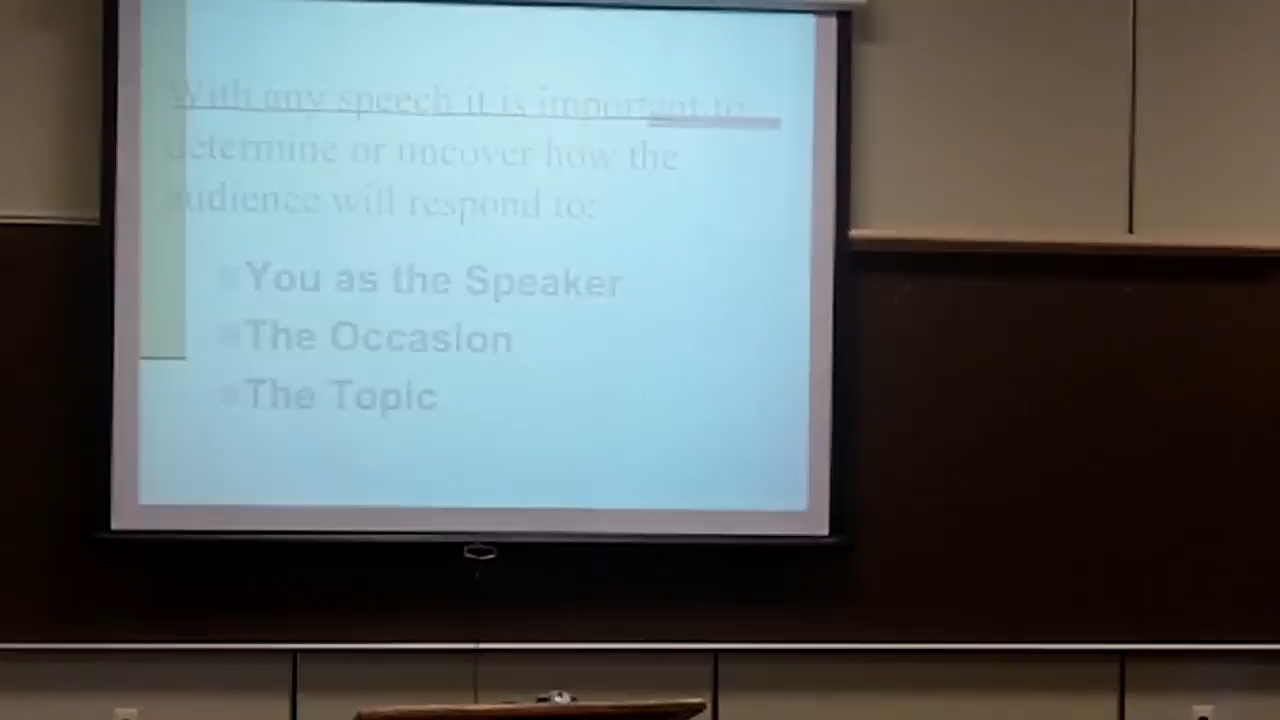 With any speech it is important to
determine or uncover how the
audience will respond to:
You as the Speaker
The Occasion
The Topic